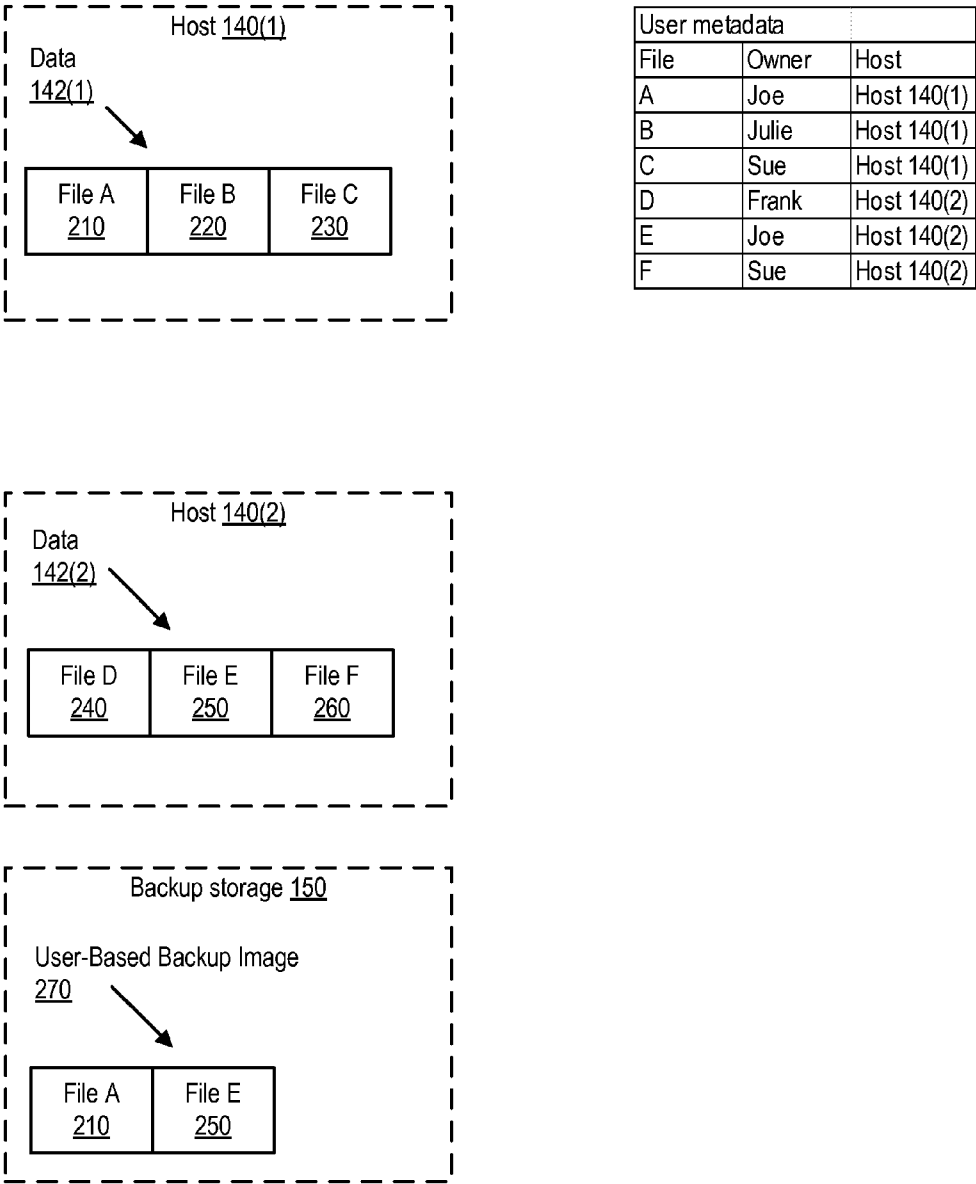 Host 140(1)
Data
142(1)
File A File B File C
210 220 230
User metadata
File Owner Host
A Joe Host 140(1)
B Julie Host 140(1)
C Sue Host 140(1)
D Frank Host 140(2)
E Joe Host 140(2)
F Sue Host 140(2)
Host 140(2)
Data
142(2)
File D File E File F
240 250 260
Backup storage 150
User-Based Backup Image
270
File A File E
210 250